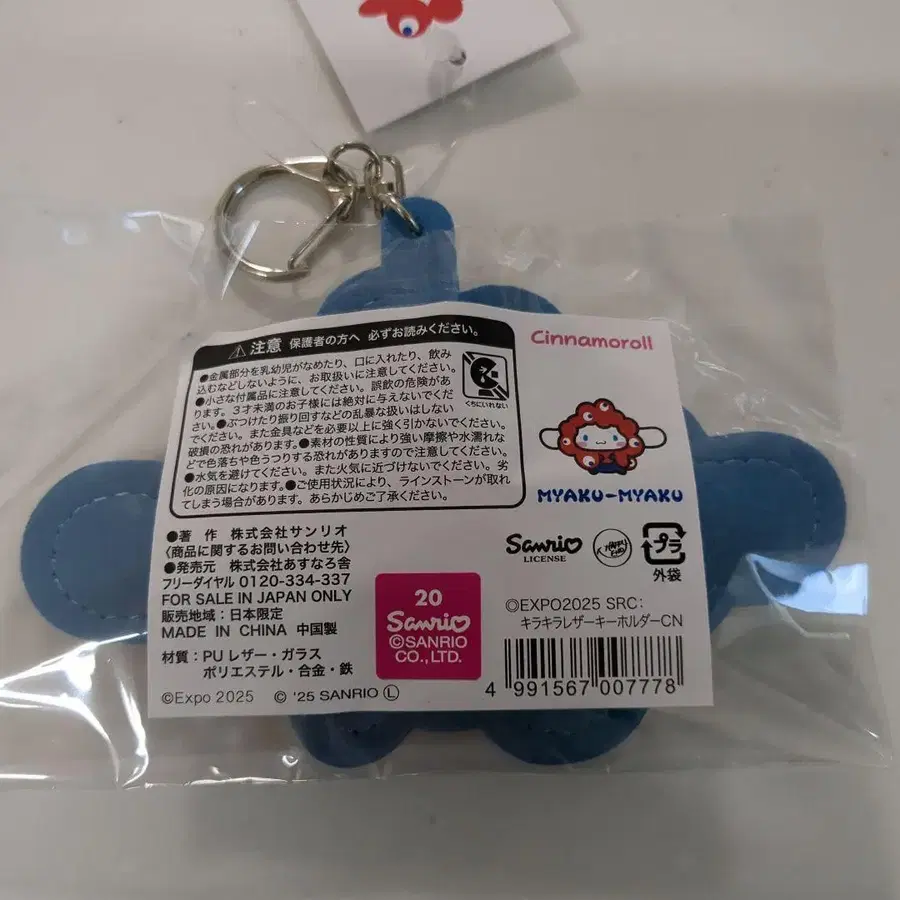 ⚠注意 保護者の方へ 必ずお読みください。
●金属部分を乳幼児がなめたり、口に入れたり、飲み
込むなどしないように、お取扱いに注意してください。
●小さな付属品に注意してください。誤飲の危険があ
ります。3才未満のお子様には絶対に与えないでくだ
さい。●ぶつけたり振り回すなどの乱暴な扱いはしない
でください。また金具などを必要以上に強く引かないでください。
破損の恐れがあります。●素材の性質により強い摩擦や水濡れな
どで色落ちや色うつりする恐れがありますので注意してください。
●水気を避けてください。また火気に近づけないでください。劣
化の原因になります。●ご使用状況により、ラインストーンが取れ
てしまう場合があります。あらかじめご了承ください。
くちにいれない
Cinnamoroll
MYAKU-MYAKU
●著 作 株式会社サンリオ
〈商品に関するお問い合わせ先〉
●発売元 株式会社あすなろ舎
フリーダイヤル 0120-334-337
FOR SALE IN JAPAN ONLY
販売地域：日本限定
MADE IN CHINA 中国製
材質：PU レザー・ガラス
ポリエステル・合金・鉄
©Expo 2025 © '25 SANRIO Ⓛ
20
Sanrio
©SANRIO
CO.,LTD.
Sanrio
LICENSE
プラ
外袋
©EXPO2025 SRC:
キラキラレザーキーホルダーCN
4 991567 007778